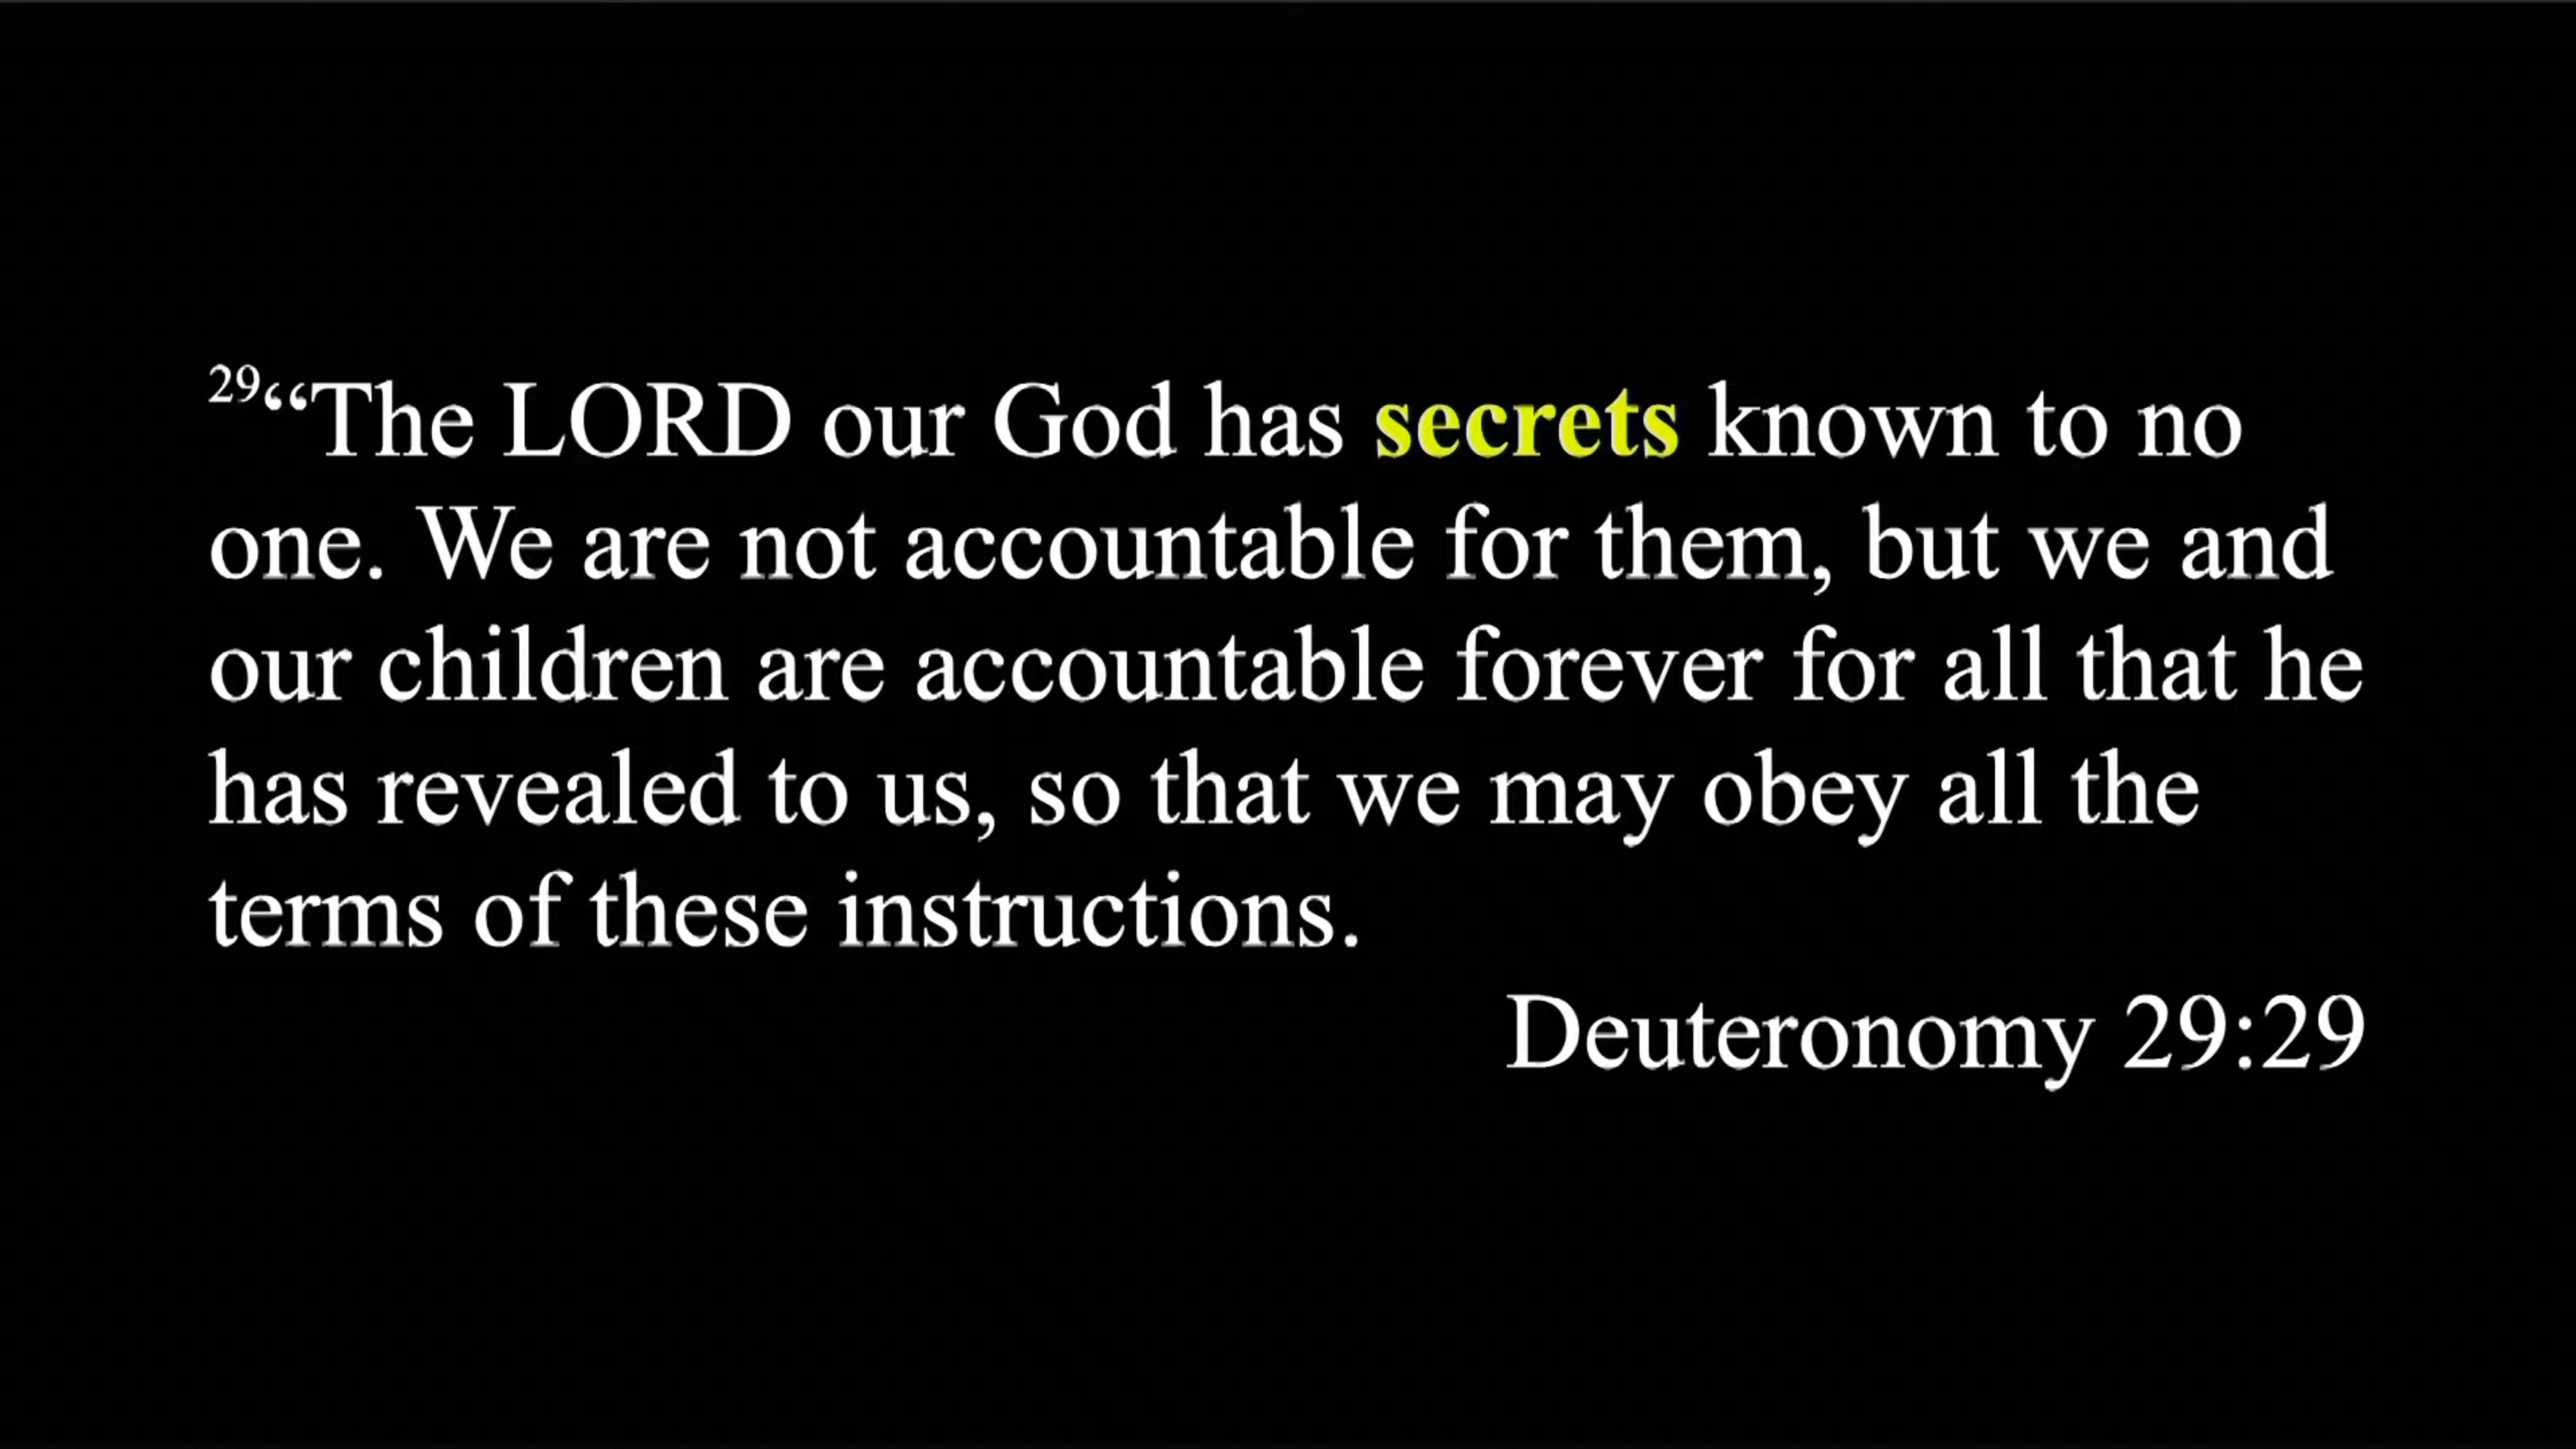 29“The LORD our God has secrets known to no
one. We are not accountable for them, but we and
our children are accountable forever for all that he
has revealed to us, so that we may obey all the
terms of these instructions.
Deuteronomy 29:29